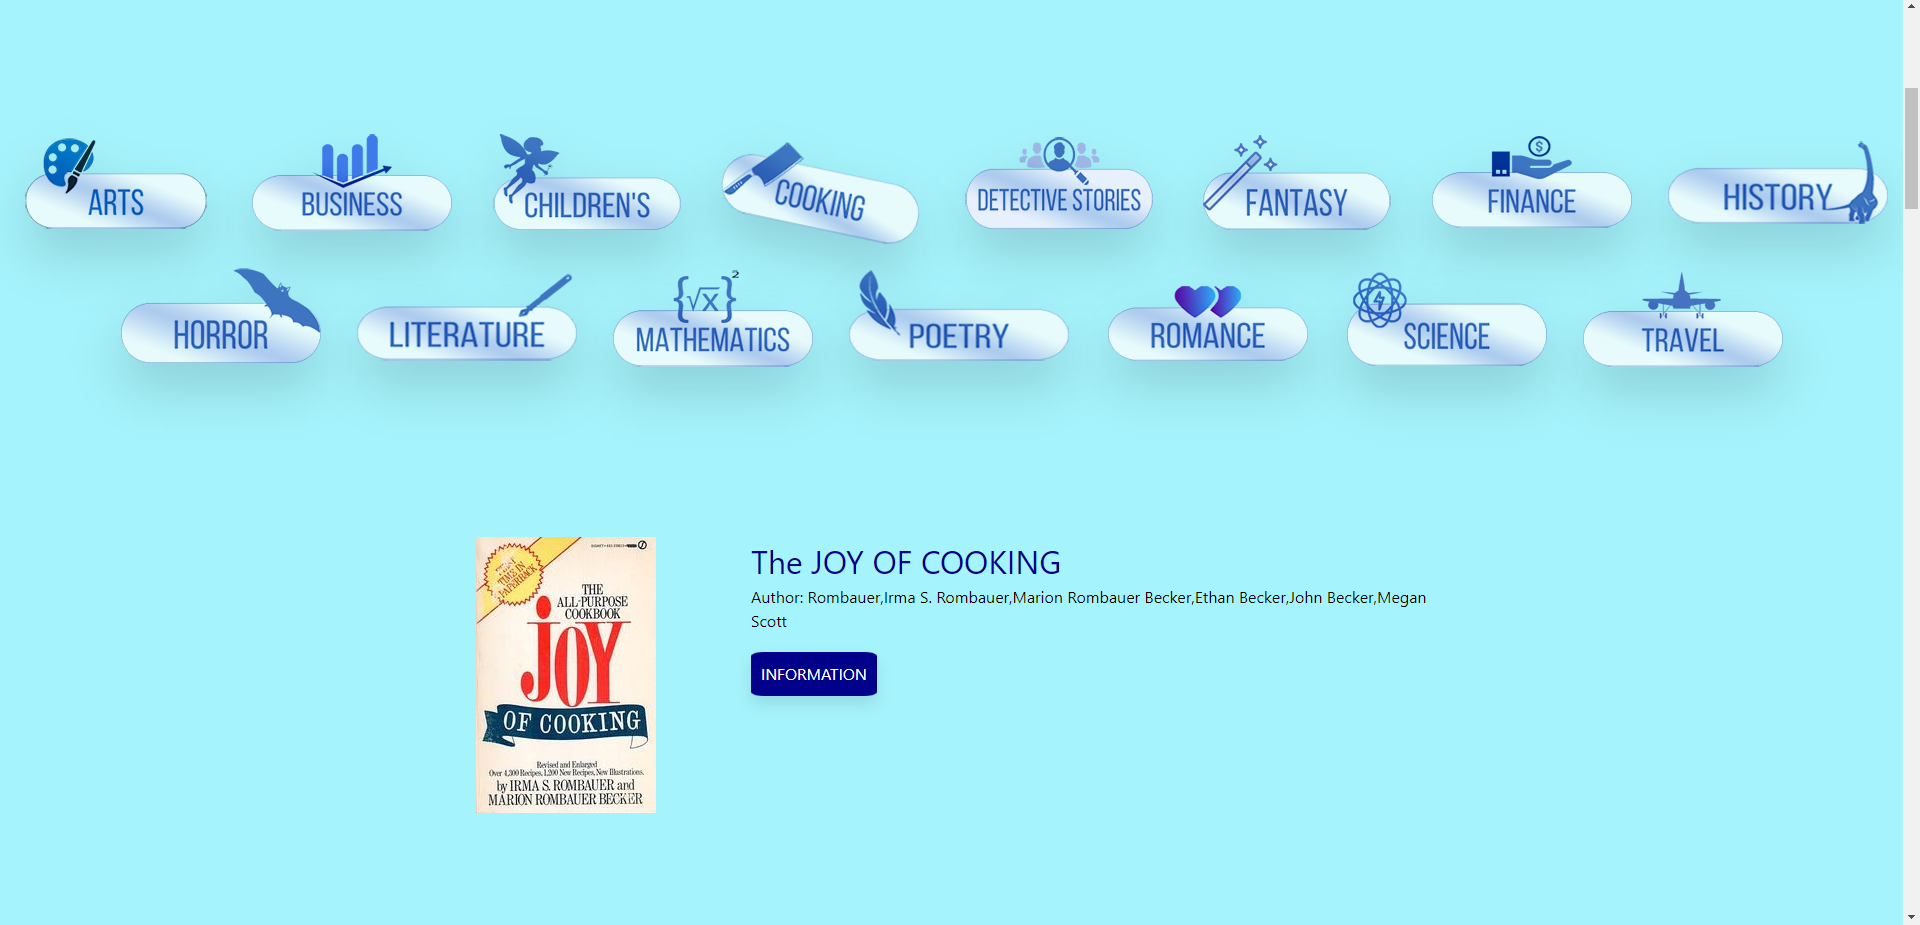 ARTS
BUSINESS
CHILDREN'S
COOKING
DETECTIVE STORIES
FANTASY
FINANCE
HISTORY
HORROR
LITERATURE
{√x}²
MATHEMATICS
POETRY
ROMANCE
SCIENCE
TRAVEL
TIME IN
PAPERBACK
THE
ALL-PURPOSE
COOKBOOK
JOY
OF COOKING
Revised and Enlarged
Over 4,300 Recipes, 1,200 New Recipes, New Illustrations.
by IRMA S. ROMBAUER and
MARION ROMBAUER BECKER
The JOY OF COOKING
Author: Rombauer,Irma S. Rombauer,Marion Rombauer Becker,Ethan Becker,John Becker,Megan
Scott
INFORMATION